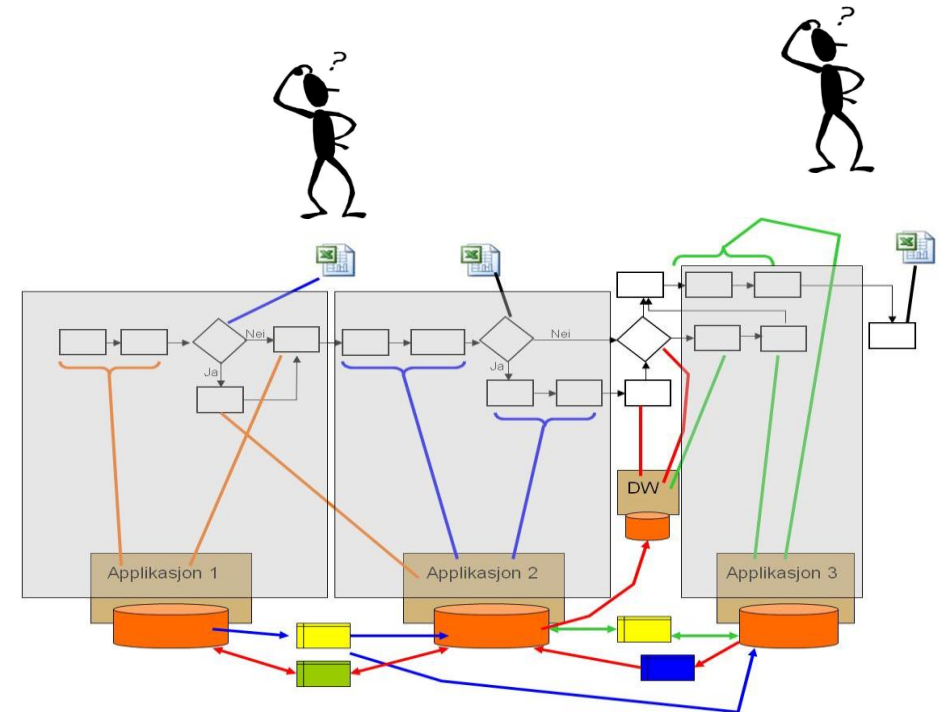 ?
?
Nei
Ja
Nei
Ja
DW
Applikasjon 1
Applikasjon 2
Applikasjon 3